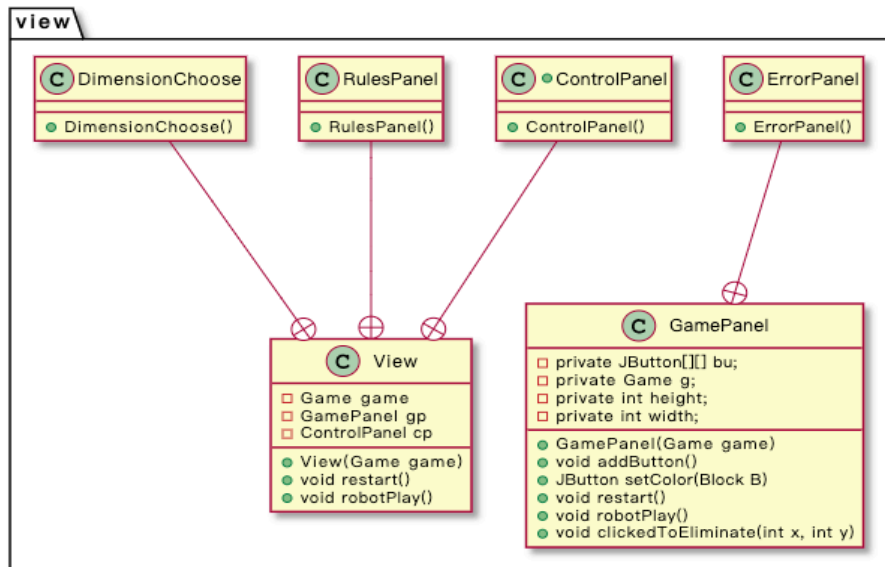 view
C DimensionChoose
DimensionChoose()
C RulesPanel
RulesPanel()
C ControlPanel
ControlPanel()
C ErrorPanel
ErrorPanel()
C View
Game game
GamePanel gp
ControlPanel cp
View(Game game)
void restart()
void robotPlay()
C GamePanel
private JButton[][] bu;
private Game g;
private int height;
private int width;
GamePanel(Game game)
void addButton()
JButton setColor(Block B)
void restart()
void robotPlay()
void clickedToEliminate(int x, int y)